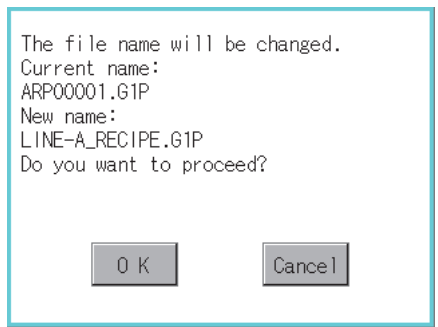 The file name will be changed.
Current name:
ARP00001.G1P
New name:
LINE-A_RECIPE.G1P
Do you want to proceed?
OK Cancel